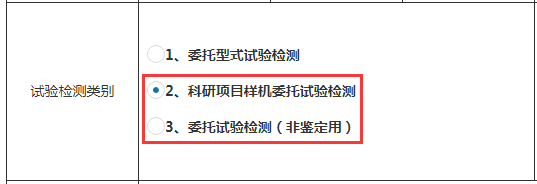 1、委托型式试验检测
试验检测类别
2、科研项目样机委托试验检测
3、委托试验检测（非鉴定用）